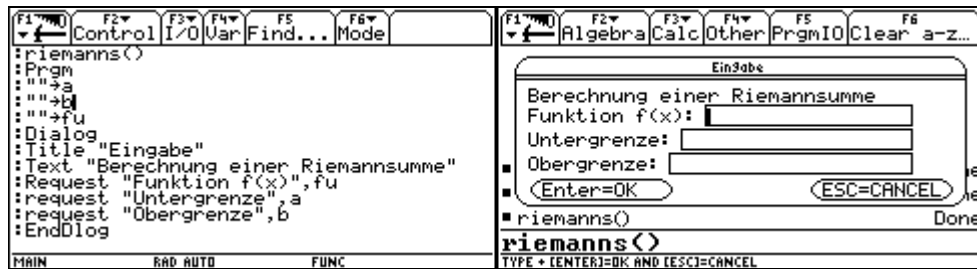 F1 F2 F3 F4 F5 F6
Control I/O Var Find... Mode
:riemanns()
:Prgm
:""→a
:""→b
:""→fu
:Dialog
:Title "Eingabe"
:Text "Berechnung einer Riemannsumme"
:Request "Funktion f(x)",fu
:request "Untergrenze",a
:request "Obergrenze",b
:EndDlog
MAIN RAD AUTO FUNC
F1 F2 F3 F4 F5 F6
Algebra Calc Other PrgmIO Clear a-z...
Eingabe
Berechnung einer Riemannsumme
Funktion f(x):
Untergrenze:
Obergrenze:
Enter=OK ESC=CANCEL
riemanns() Done
riemanns()
TYPE + [ENTER]=OK AND [ESC]=CANCEL